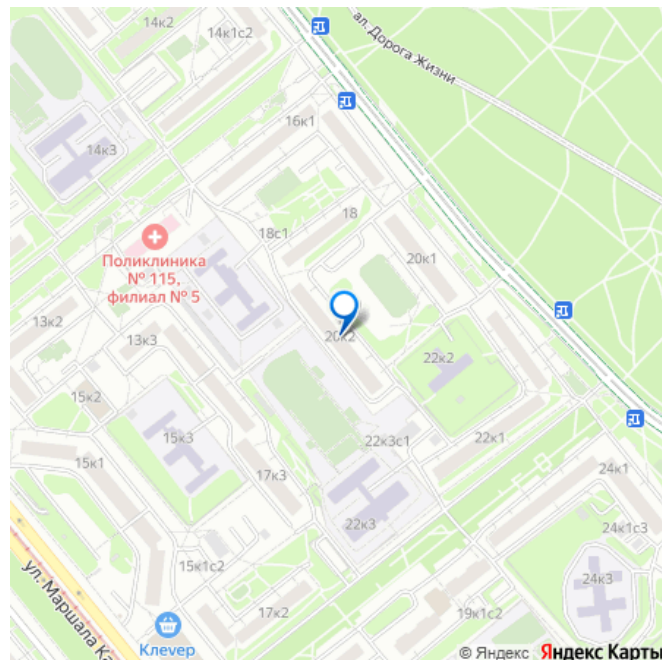 14к2
14к1с2
ал. Дорога Жизни
16к1
14к3
18
18с1
20к1
Поликлиника
№ 115,
филиал № 5
13к2
13к3
20к2
22к2
15к2
15к3
22к3с1
22к1
15к1
17к3
24к1
22к3
24к1с3
15к1с2
24к3
ул. Маршала Ка
17к2
19к1с2
Клеvер
© Яндекс Яндекс Карты